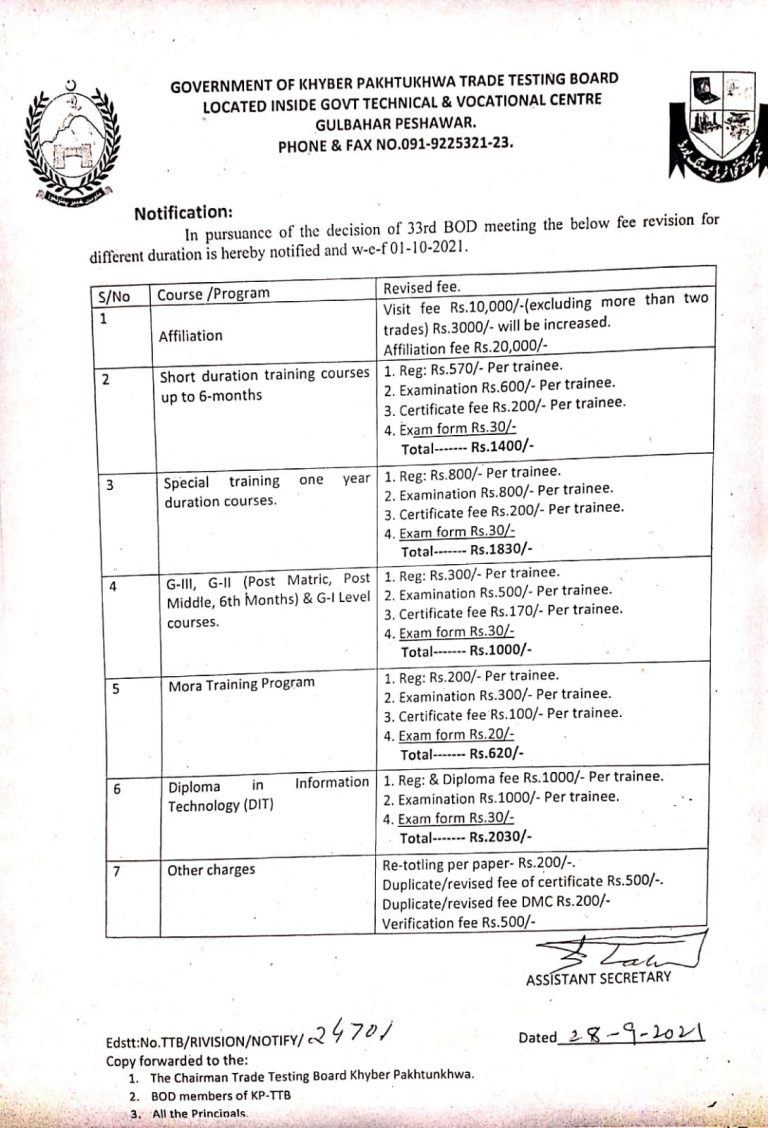 GOVERNMENT OF KHYBER PAKHTUKHWA TRADE TESTING BOARD
LOCATED INSIDE GOVT TECHNICAL & VOCATIONAL CENTRE
GULBAHAR PESHAWAR.
PHONE & FAX NO.091-9225321-23.
Notification:
In pursuance of the decision of 33rd BOD meeting the below fee revision for
different duration is hereby notified and w-e-f 01-10-2021.
S/No Course /Program Revised fee.
1 Affiliation
Visit fee Rs.10,000/-(excluding more than two
trades) Rs.3000/- will be increased.
Affiliation fee Rs.20,000/-
2 Short duration training courses
up to 6-months
1. Reg: Rs.570/- Per trainee.
2. Examination Rs.600/- Per trainee.
3. Certificate fee Rs.200/- Per trainee.
4. Exam form Rs.30/-
Total------- Rs.1400/-
3 Special training one year
duration courses.
1. Reg: Rs.800/- Per trainee.
2. Examination Rs.800/- Per trainee.
3. Certificate fee Rs.200/- Per trainee.
4. Exam form Rs.30/-
Total------- Rs.1830/-
4 G-III, G-II (Post Matric, Post
Middle, 6th Months) & G-I Level
courses.
1. Reg: Rs.300/- Per trainee.
2. Examination Rs.500/- Per trainee.
3. Certificate fee Rs.170/- Per trainee.
4. Exam form Rs.30/-
Total------- Rs.1000/-
5 Mora Training Program
1. Reg: Rs.200/- Per trainee.
2. Examination Rs.300/- Per trainee.
3. Certificate fee Rs.100/- Per trainee.
4. Exam form Rs.20/-
Total------- Rs.620/-
6 Diploma in Information
Technology (DIT)
1. Reg: & Diploma fee Rs.1000/- Per trainee.
2. Examination Rs.1000/- Per trainee.
4. Exam form Rs.30/-
Total------- Rs.2030/-
7 Other charges
Re-totling per paper- Rs.200/-.
Duplicate/revised fee of certificate Rs.500/-.
Duplicate/revised fee DMC Rs.200/-
Verification fee Rs.500/-
ASSISTANT SECRETARY
Edstt:No.TTB/RIVISION/NOTIFY/ 24701 Dated 28-9-2021
Copy forwarded to the:
1. The Chairman Trade Testing Board Khyber Pakhtunkhwa.
2. BOD members of KP-TTB
3. All the Principals.